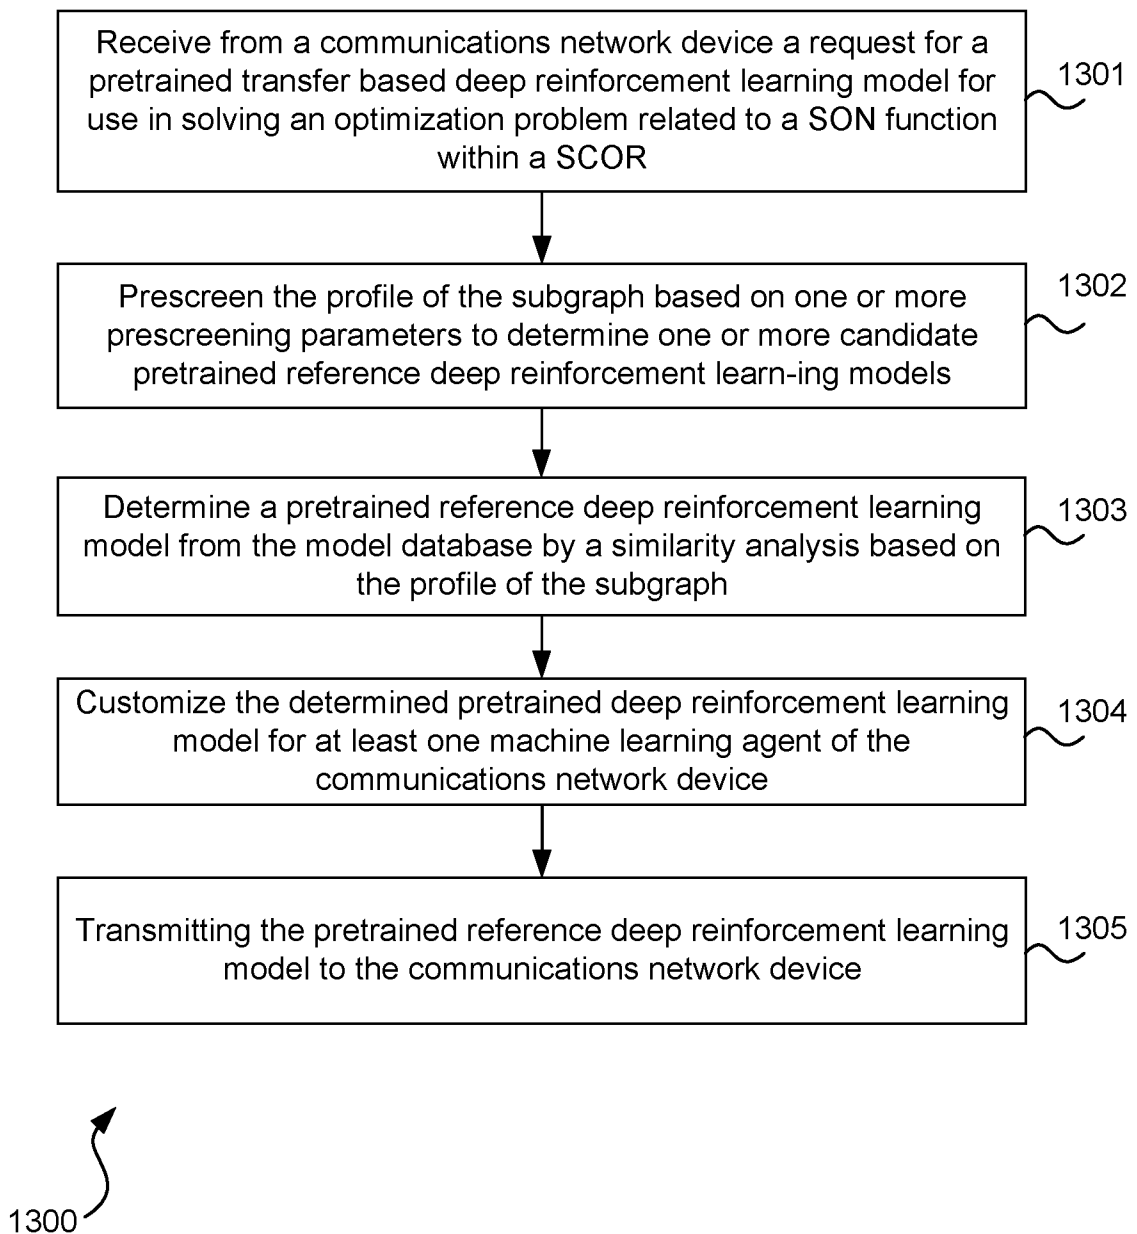 Receive from a communications network device a request for a
pretrained transfer based deep reinforcement learning model for
use in solving an optimization problem related to a SON function
within a SCOR
1301
Prescreen the profile of the subgraph based on one or more
prescreening parameters to determine one or more candidate
pretrained reference deep reinforcement learn-ing models
1302
Determine a pretrained reference deep reinforcement learning
model from the model database by a similarity analysis based on
the profile of the subgraph
1303
Customize the determined pretrained deep reinforcement learning
model for at least one machine learning agent of the
communications network device
1304
Transmitting the pretrained reference deep reinforcement learning
model to the communications network device
1305
1300